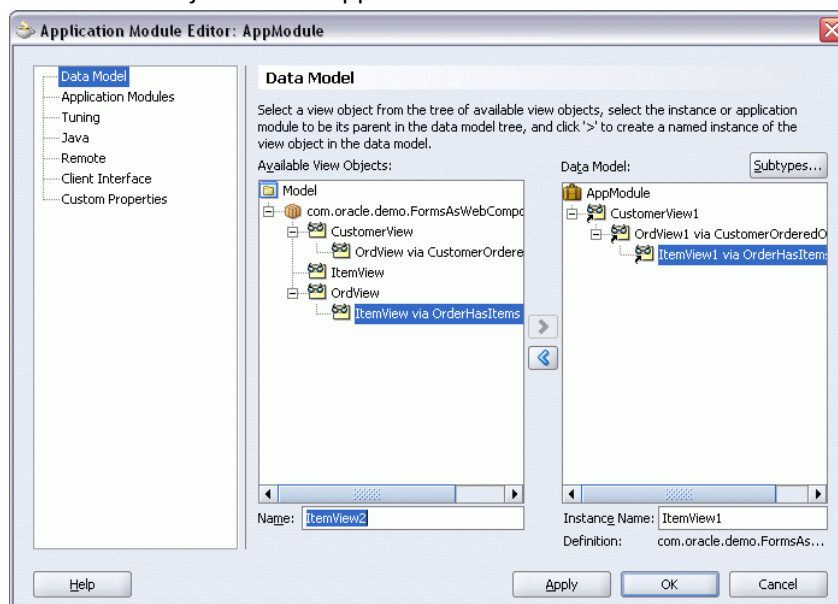 Application Module Editor: AppModule
Data Model
Application Modules
Tuning
Java
Remote
Client Interface
Custom Properties
Data Model
Select a view object from the tree of available view objects, select the instance or application
module to be its parent in the data model tree, and click '>' to create a named instance of the
view object in the data model.
Available View Objects:
Model
com.oracle.demo.FormsAsWebCompo
CustomerView
OrdView via CustomerOrdere
ItemView
OrdView
ItemView via OrderHasItems
Name: ItemView2
Data Model:
Subtypes...
AppModule
CustomerView1
OrdView1 via CustomerOrderedO
ItemView1 via OrderHasItems
Instance Name: ItemView1
Definition: com.oracle.demo.FormsAs...
Help
Apply
OK
Cancel